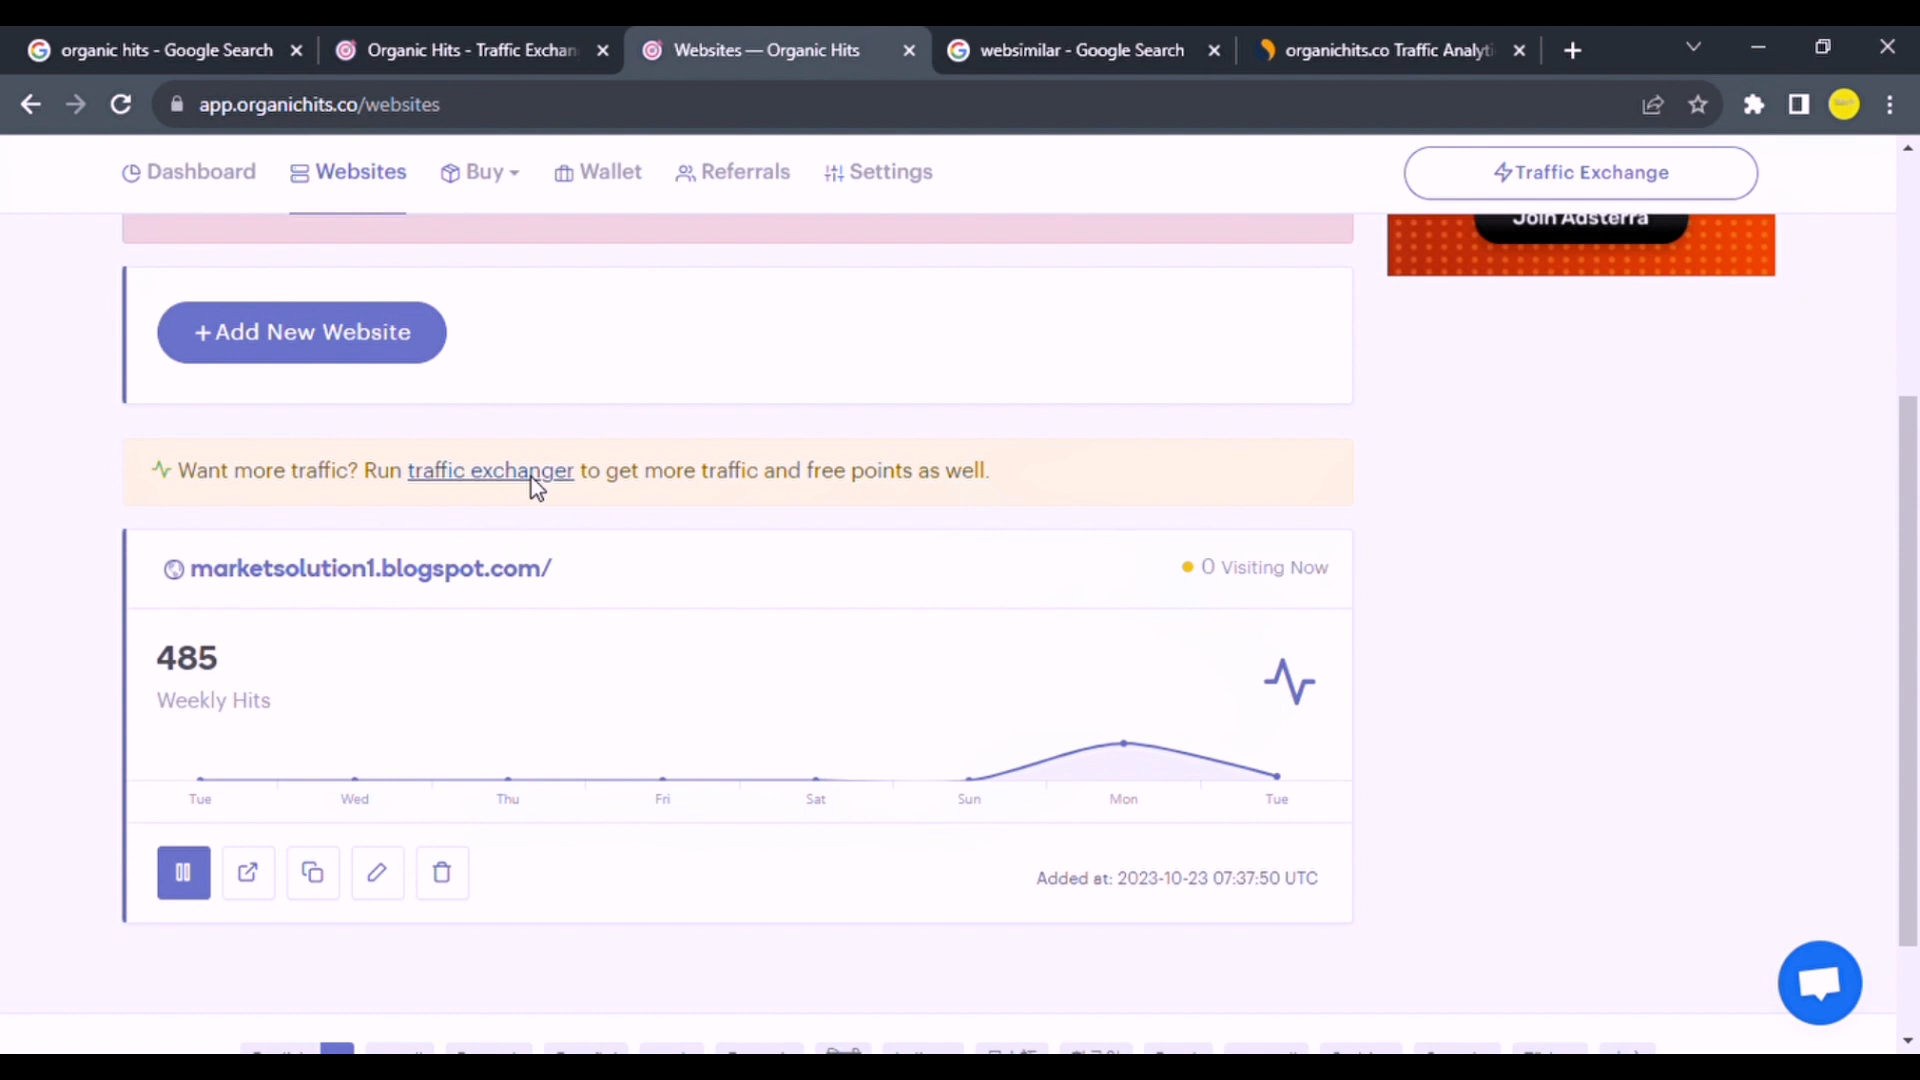 organic hits - Google Search
Organic Hits - Traffic Exchan
Websites — Organic Hits
websimilar - Google Search
organichits.co Traffic Analyti
app.organichits.co/websites
Dashboard
Websites
Buy
Wallet
Referrals
Settings
Traffic Exchange
Join Adsterra
+ Add New Website
Want more traffic? Run traffic exchanger to get more traffic and free points as well.
marketsolution1.blogspot.com/
0 Visiting Now
485
Weekly Hits
Tue Wed Thu Fri Sat Sun Mon Tue
Added at: 2023-10-23 07:37:50 UTC